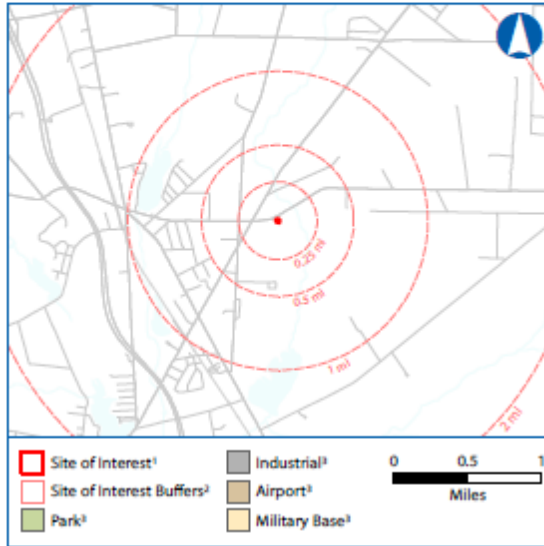 0.25 mi
0.5 mi
1 mi
2 mi
Site of Interest¹
Site of Interest Buffers²
Park³
Industrial³
Airport³
Military Base³
0 0.5 1
Miles